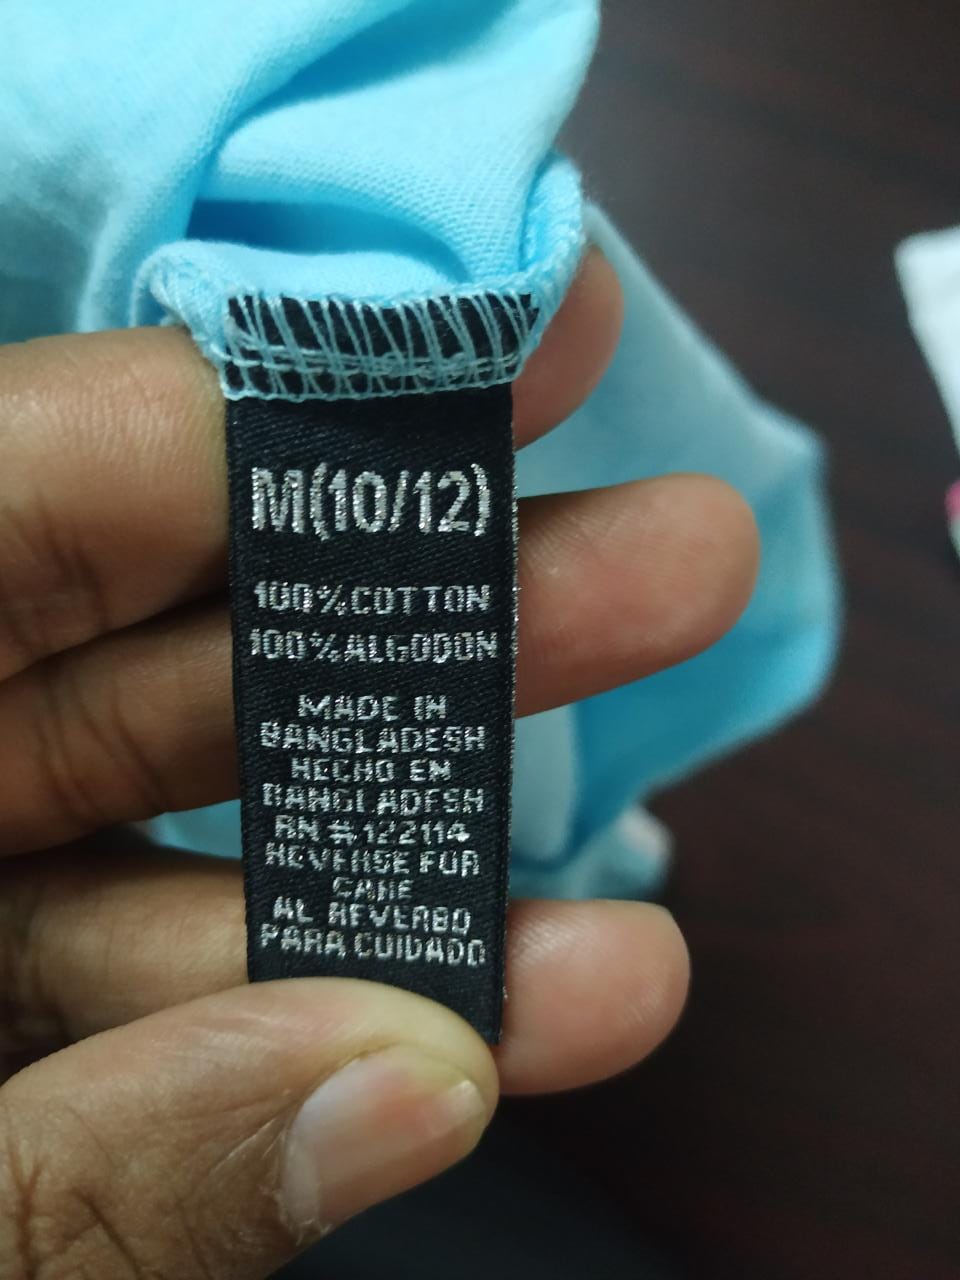 M(10/12)
100%COTTON
100%ALGODON
MADE IN
BANGLADESH
HECHO EN
BANGLADESH
RN #122114
REVERSE FOR
CARE
AL REVERSO
PARA CUIDADO